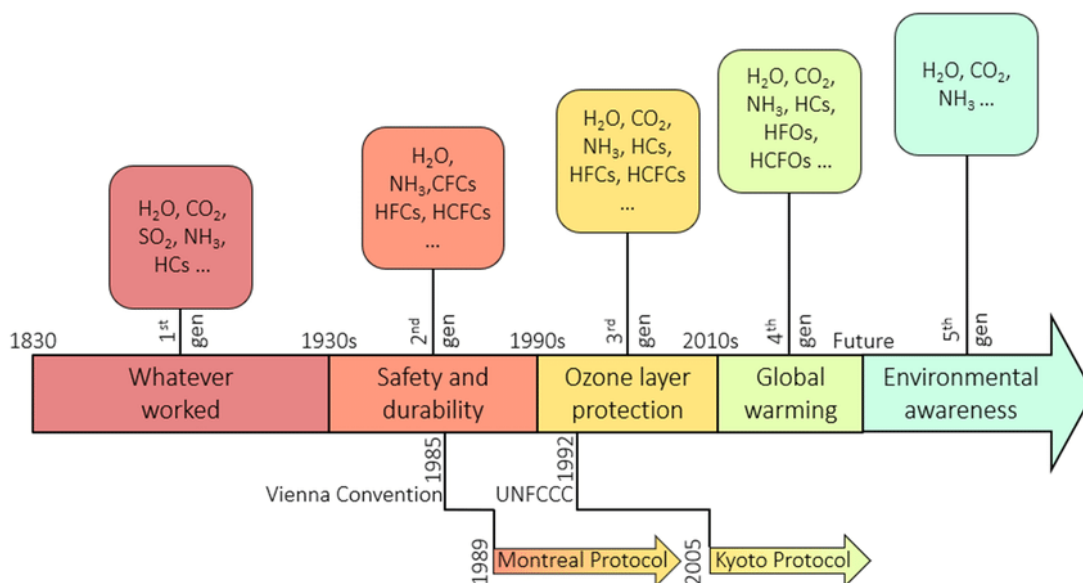 H₂O, CO₂,
SO₂, NH₃,
HCs ...
H₂O,
NH₃,CFCs
HFCs, HCFCs
...
H₂O, CO₂,
NH₃, HCs,
HFCs, HCFCs
...
H₂O, CO₂,
NH₃, HCs,
HFOs,
HCFOs ...
H₂O, CO₂,
NH₃ ...
1830
1st
gen
1930s
2nd
gen
1990s
3rd
gen
2010s
4th
gen
Future
5th
gen
Whatever
worked
Safety and
durability
Ozone layer
protection
Global
warming
Environmental
awareness
1985
Vienna Convention
1992
UNFCCC
1989
Montreal Protocol
2005
Kyoto Protocol